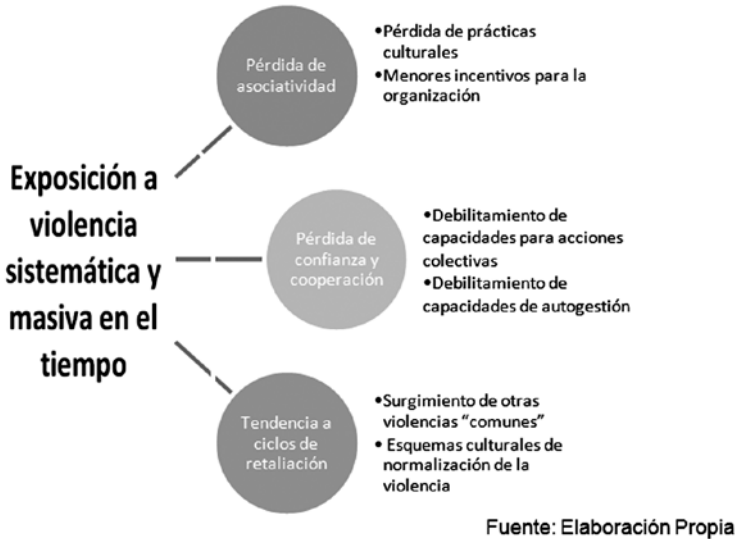 Exposición a
violencia
sistemática y
masiva en el
tiempo
Pérdida de
asociatividad
•Pérdida de prácticas
culturales
•Menores incentivos para la
organización
Pérdida de
confianza y
cooperación
•Debilitamiento de
capacidades para acciones
colectivas
•Debilitamiento de
capacidades de autogestión
Tendencia a
ciclos de
retaliación
•Surgimiento de otras
violencias “comunes”
• Esquemas culturales de
normalización de la
violencia
Fuente: Elaboración Propia